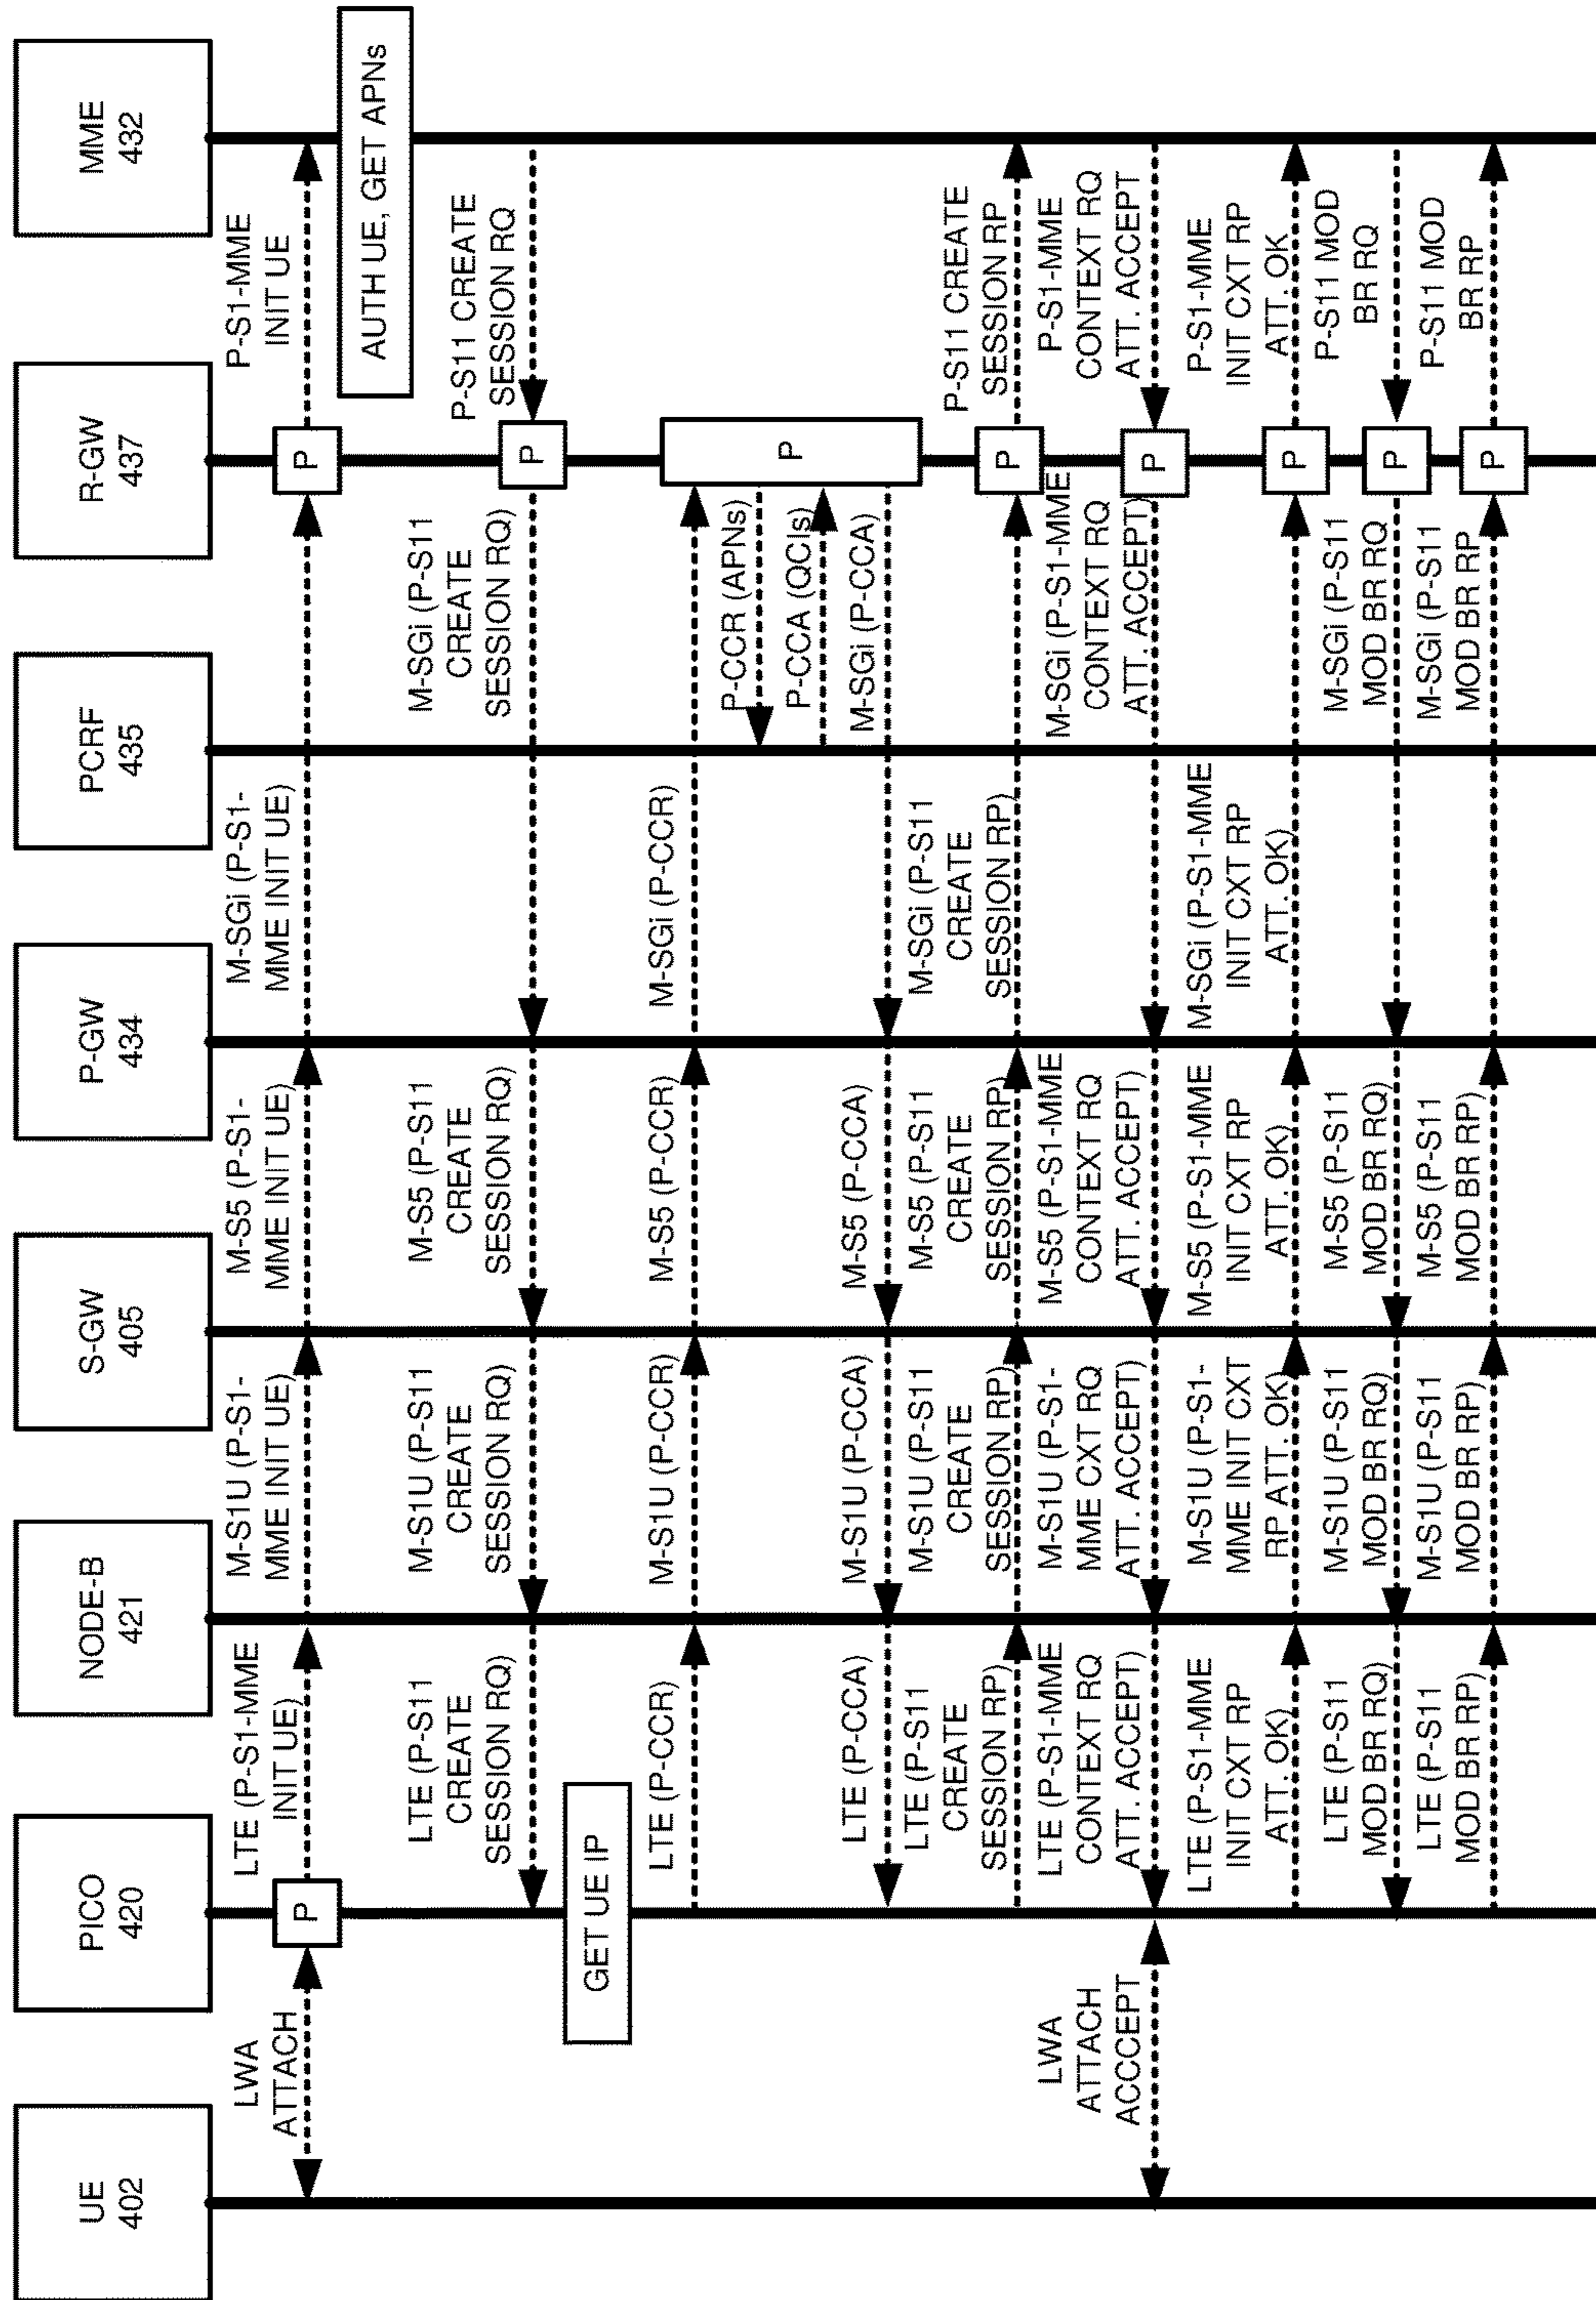 UE
402
PICO
420
NODE-B
421
S-GW
405
P-GW
434
PCRF
435
R-GW
437
MME
432
LWA
ATTACH
P
LTE (P-S1-MME
INIT UE)
M-S1U (P-S1-
MME INIT UE)
M-S5 (P-S1-
MME INIT UE)
M-SGi (P-S1-
MME INIT UE)
P
P-S1-MME
INIT UE
AUTH UE, GET APNs
LTE (P-S11
CREATE
SESSION RQ)
M-S1U (P-S11
CREATE
SESSION RQ)
M-S5 (P-S11
CREATE
SESSION RQ)
M-SGi (P-S11
CREATE
SESSION RQ)
P
P-S11 CREATE
SESSION RQ
GET UE IP
LTE (P-CCR)
M-S1U (P-CCR)
M-S5 (P-CCR)
M-SGi (P-CCR)
P-CCR (APNs)
P
P-CCA (QCIs)
LTE (P-CCA)
M-S1U (P-CCA)
M-S5 (P-CCA)
M-SGi (P-CCA)
LTE (P-S11
CREATE
SESSION RP)
M-S1U (P-S11
CREATE
SESSION RP)
M-S5 (P-S11
CREATE
SESSION RP)
M-SGi (P-S11
CREATE
SESSION RP)
P
P-S11 CREATE
SESSION RP
LWA
ATTACH
ACCCEPT
LTE (P-S1-MME
CONTEXT RQ
ATT. ACCEPT)
M-S1U (P-S1-
MME CXT RQ
ATT. ACCEPT)
M-S5 (P-S1-MME
CONTEXT RQ
ATT. ACCEPT)
M-SGi (P-S1-MME
CONTEXT RQ
ATT. ACCEPT)
P
P-S1-MME
CONTEXT RQ
ATT. ACCEPT
LTE (P-S1-MME
INIT CXT RP
ATT. OK)
M-S1U (P-S1-
MME INIT CXT
RP ATT. OK)
M-S5 (P-S1-MME
INIT CXT RP
ATT. OK)
M-SGi (P-S1-MME
INIT CXT RP
ATT. OK)
P
P-S1-MME
INIT CXT RP
ATT. OK
LTE (P-S11
MOD BR RQ)
M-S1U (P-S11
MOD BR RQ)
M-S5 (P-S11
MOD BR RQ)
M-SGi (P-S11
MOD BR RQ
P
P-S11 MOD
BR RQ
LTE (P-S11
MOD BR RP)
M-S1U (P-S11
MOD BR RP)
M-S5 (P-S11
MOD BR RP)
M-SGi (P-S11
MOD BR RP
P
P-S11 MOD
BR RP